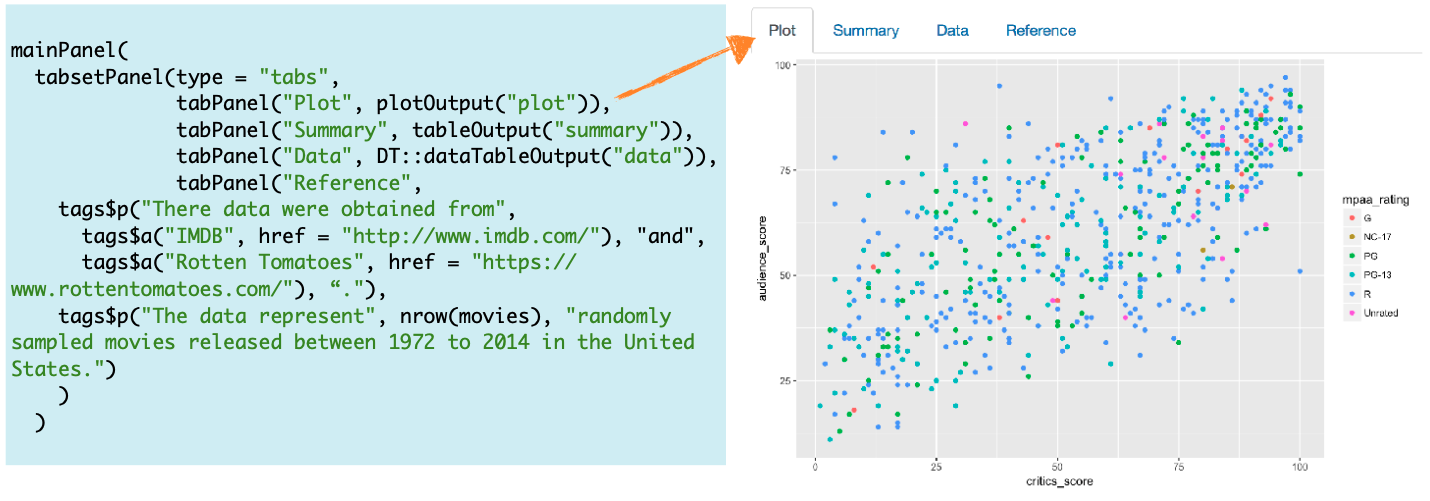 mainPanel(
tabsetPanel(type = "tabs",
tabPanel("Plot", plotOutput("plot")),
tabPanel("Summary", tableOutput("summary")),
tabPanel("Data", DT::dataTableOutput("data")),
tabPanel("Reference",
tags$p("There data were obtained from",
tags$a("IMDB", href = "http://www.imdb.com/"), "and",
tags$a("Rotten Tomatoes", href = "https://
www.rottentomatoes.com/"), “."),
tags$p("The data represent", nrow(movies), "randomly
sampled movies released between 1972 to 2014 in the United
States.")
)
)
Plot Summary Data Reference
100
75
50
25
audience_score
0 25 50 75 100
critics_score
mpaa_rating
G
NC-17
PG
PG-13
R
Unrated